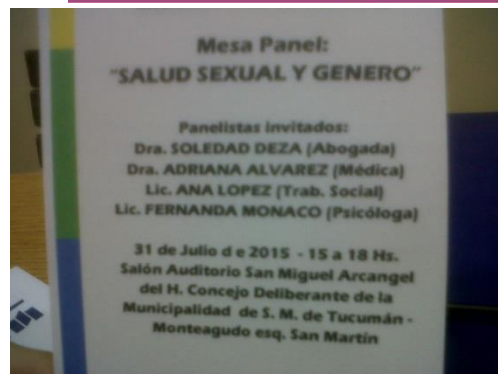 Mesa Panel:
"SALUD SEXUAL Y GENERO"
Panelistas invitados:
Dra. SOLEDAD DEZA (Abogada)
Dra. ADRIANA ALVAREZ (Médica)
Lic. ANA LOPEZ (Trab. Social)
Lic. FERNANDA MONACO (Psicóloga)
31 de Julio d e 2015 - 15 a 18 Hs.
Salón Auditorio San Miguel Arcangel
del H. Concejo Deliberante de la
Municipalidad de S. M. de Tucumán -
Monteagudo esq. San Martín